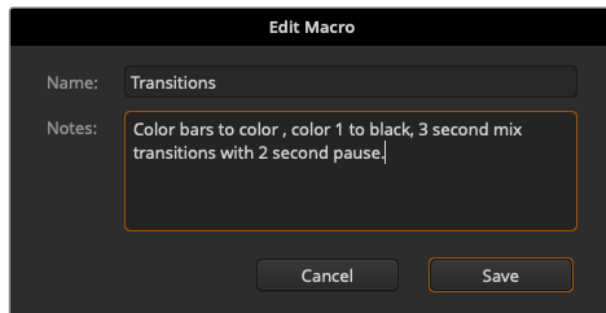 Edit Macro
Name: Transitions
Notes: Color bars to color , color 1 to black, 3 second mix
transitions with 2 second pause.
Cancel Save